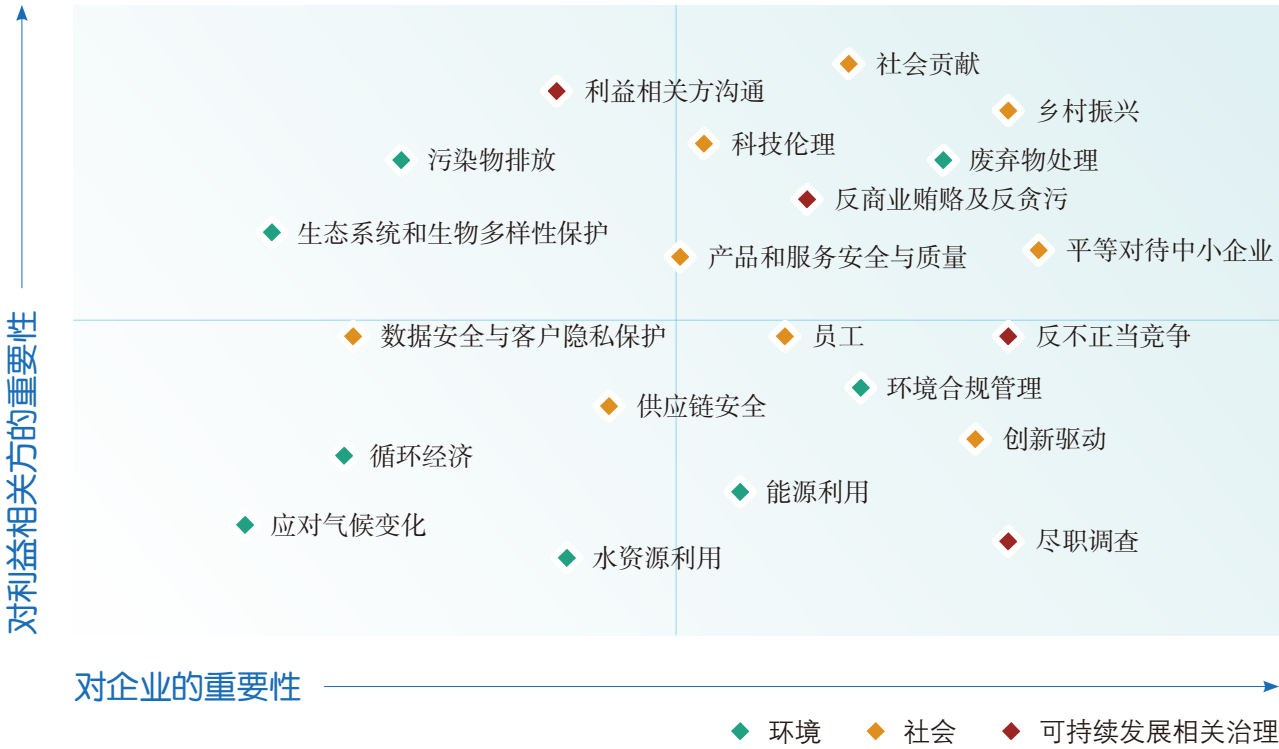 社会贡献
利益相关方沟通
乡村振兴
科技伦理
污染物排放
废弃物处理
反商业贿赂及反贪污
生态系统和生物多样性保护
产品和服务安全与质量
平等对待中小企业
数据安全与客户隐私保护
员工
反不正当竞争
环境合规管理
供应链安全
创新驱动
循环经济
能源利用
应对气候变化
尽职调查
水资源利用
对利益相关方的重要性
对企业的重要性
环境
社会
可持续发展相关治理